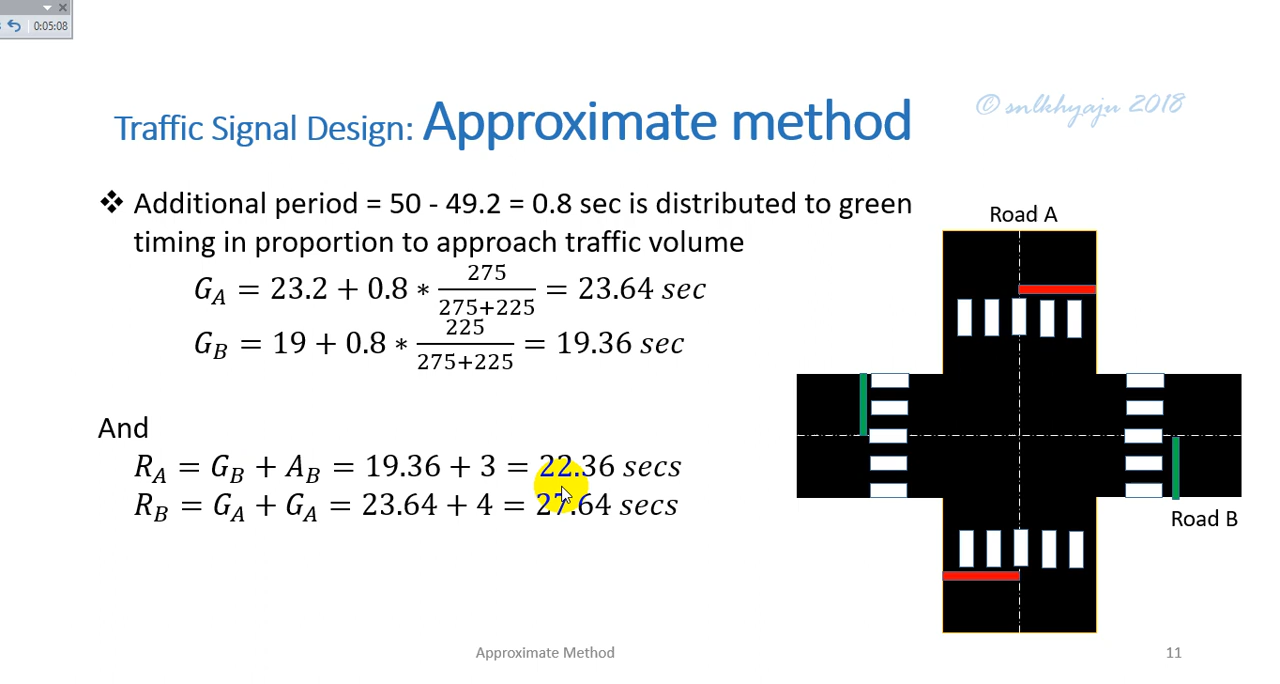 0:05:08
© snlkhyaju 2018
Traffic Signal Design: Approximate method
❖ Additional period = 50 - 49.2 = 0.8 sec is distributed to green
timing in proportion to approach traffic volume
G_A = 23.2 + 0.8 * 275/(275+225) = 23.64 sec
G_B = 19 + 0.8 * 225/(275+225) = 19.36 sec
And
R_A = G_B + A_B = 19.36 + 3 = 22.36 secs
R_B = G_A + G_A = 23.64 + 4 = 27.64 secs
Road A
Road B
Approximate Method
11